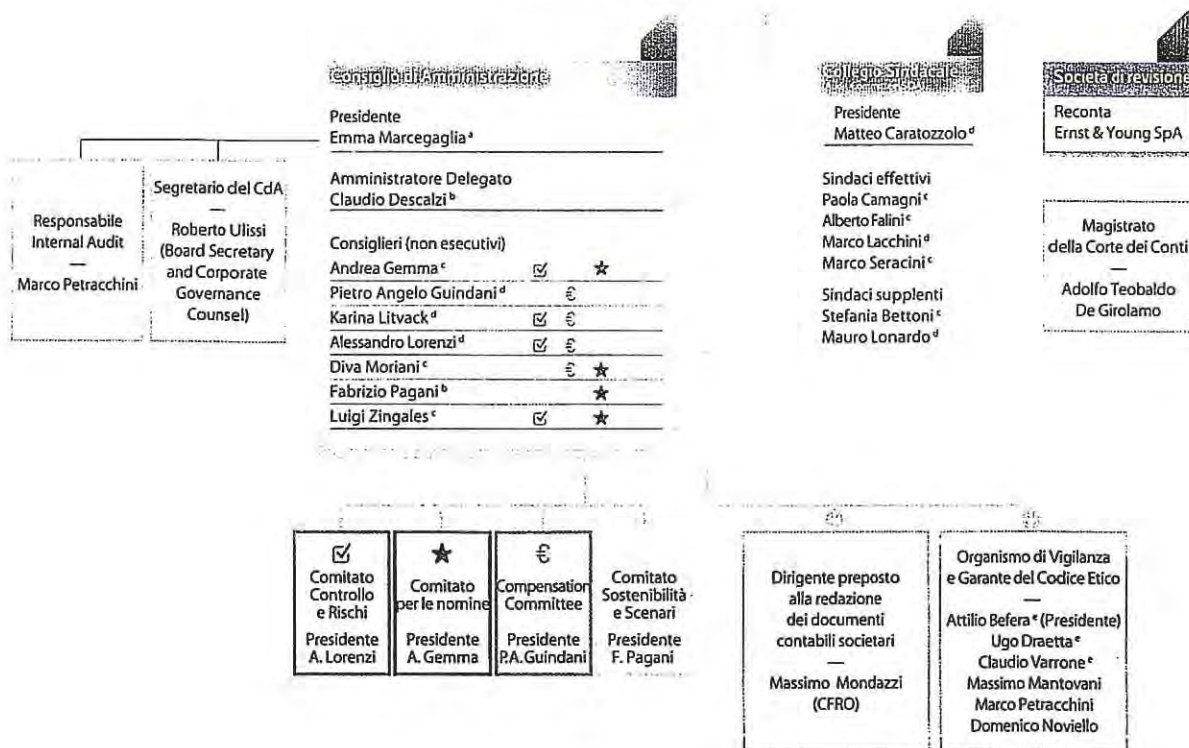 Consiglio di Amministrazione
Presidente
Emma Marcegaglia ᵃ
Amministratore Delegato
Claudio Descalzi ᵇ
Consiglieri (non esecutivi)
Andrea Gemma ᶜ ☑ ★
Pietro Angelo Guindani ᵈ €
Karina Litvack ᵈ ☑ €
Alessandro Lorenzi ᵈ ☑ €
Diva Moriani ᶜ € ★
Fabrizio Pagani ᵇ ★
Luigi Zingales ᶜ ☑ ★
Responsabile
Internal Audit
—
Marco Petracchini
Segretario del CdA
—
Roberto Ulissi
(Board Secretary
and Corporate
Governance
Counsel)
Collegio Sindacale
Presidente
Matteo Caratozzolo ᵈ
Sindaci effettivi
Paola Camagni ᶜ
Alberto Falini ᶜ
Marco Lacchini ᵈ
Marco Seracini ᶜ
Sindaci supplenti
Stefania Bettoni ᶜ
Mauro Lonardo ᵈ
Società di revisione
Reconta
Ernst & Young SpA
Magistrato
della Corte dei Conti
—
Adolfo Teobaldo
De Girolamo
☑
Comitato
Controllo
e Rischi
Presidente
A. Lorenzi
★
Comitato
per le nomine
Presidente
A. Gemma
€
Compensation
Committee
Presidente
P.A. Guindani
Comitato
Sostenibilità
e Scenari
Presidente
F. Pagani
Dirigente preposto
alla redazione
dei documenti
contabili societari
—
Massimo Mondazzi
(CFRO)
Organismo di Vigilanza
e Garante del Codice Etico
—
Attilio Befera ᵉ (Presidente)
Ugo Draetta ᵉ
Claudio Varrone ᵉ
Massimo Mantovani
Marco Petracchini
Domenico Noviello